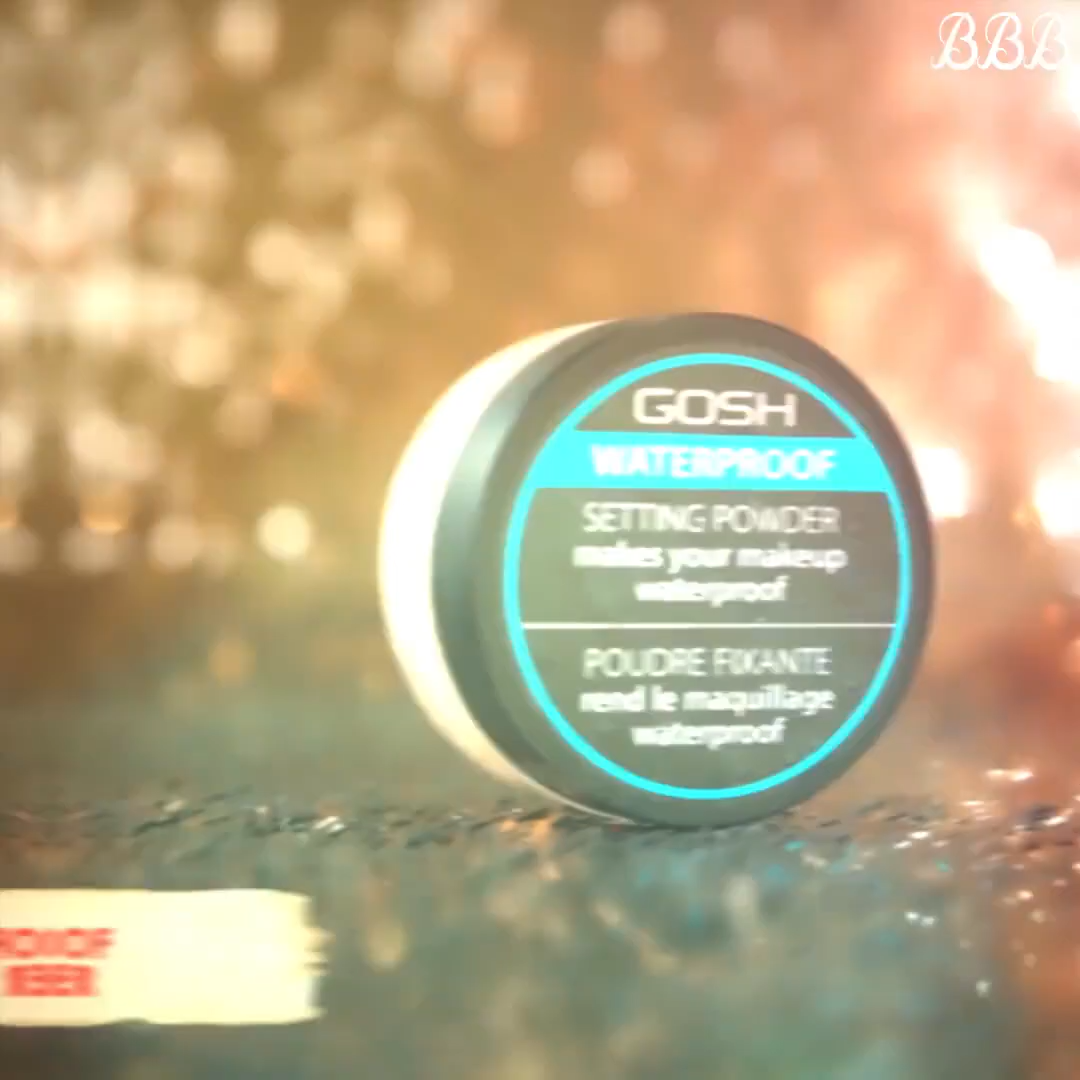 BBB
GOSH
WATERPROOF
SETTING POWDER
makes your makeup
waterproof
POUDRE FIXANTE
rend le maquillage
waterproof